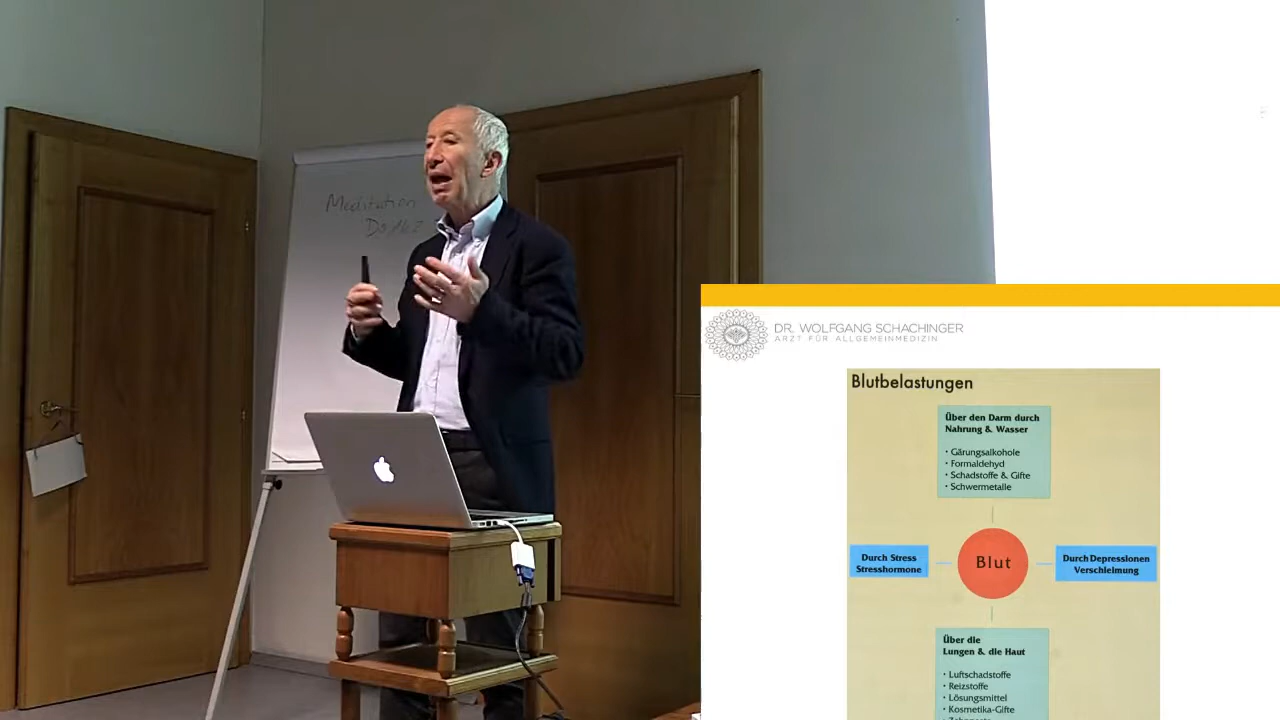 Meditation
DR. WOLFGANG SCHACHINGER
ARZT FÜR ALLGEMEINMEDIZIN
Blutbelastungen
Über den Darm durch
Nahrung & Wasser
• Gärungsalkohole
• Formaldehyd
• Schadstoffe & Gifte
• Schwermetalle
Durch Stress
Stresshormone
Blut
Durch Depressionen
Verschleimung
Über die
Lungen & die Haut
• Luftschadstoffe
• Reizstoffe
• Lösungsmittel
• Kosmetika-Gifte